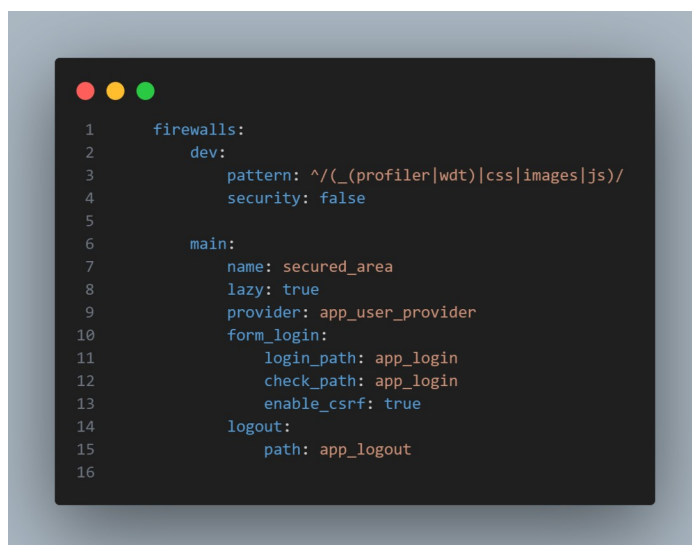 1 firewalls:
2 dev:
3 pattern: ^/(_(profiler|wdt)|css|images|js)/
4 security: false
5
6 main:
7 name: secured_area
8 lazy: true
9 provider: app_user_provider
10 form_login:
11 login_path: app_login
12 check_path: app_login
13 enable_csrf: true
14 logout:
15 path: app_logout
16